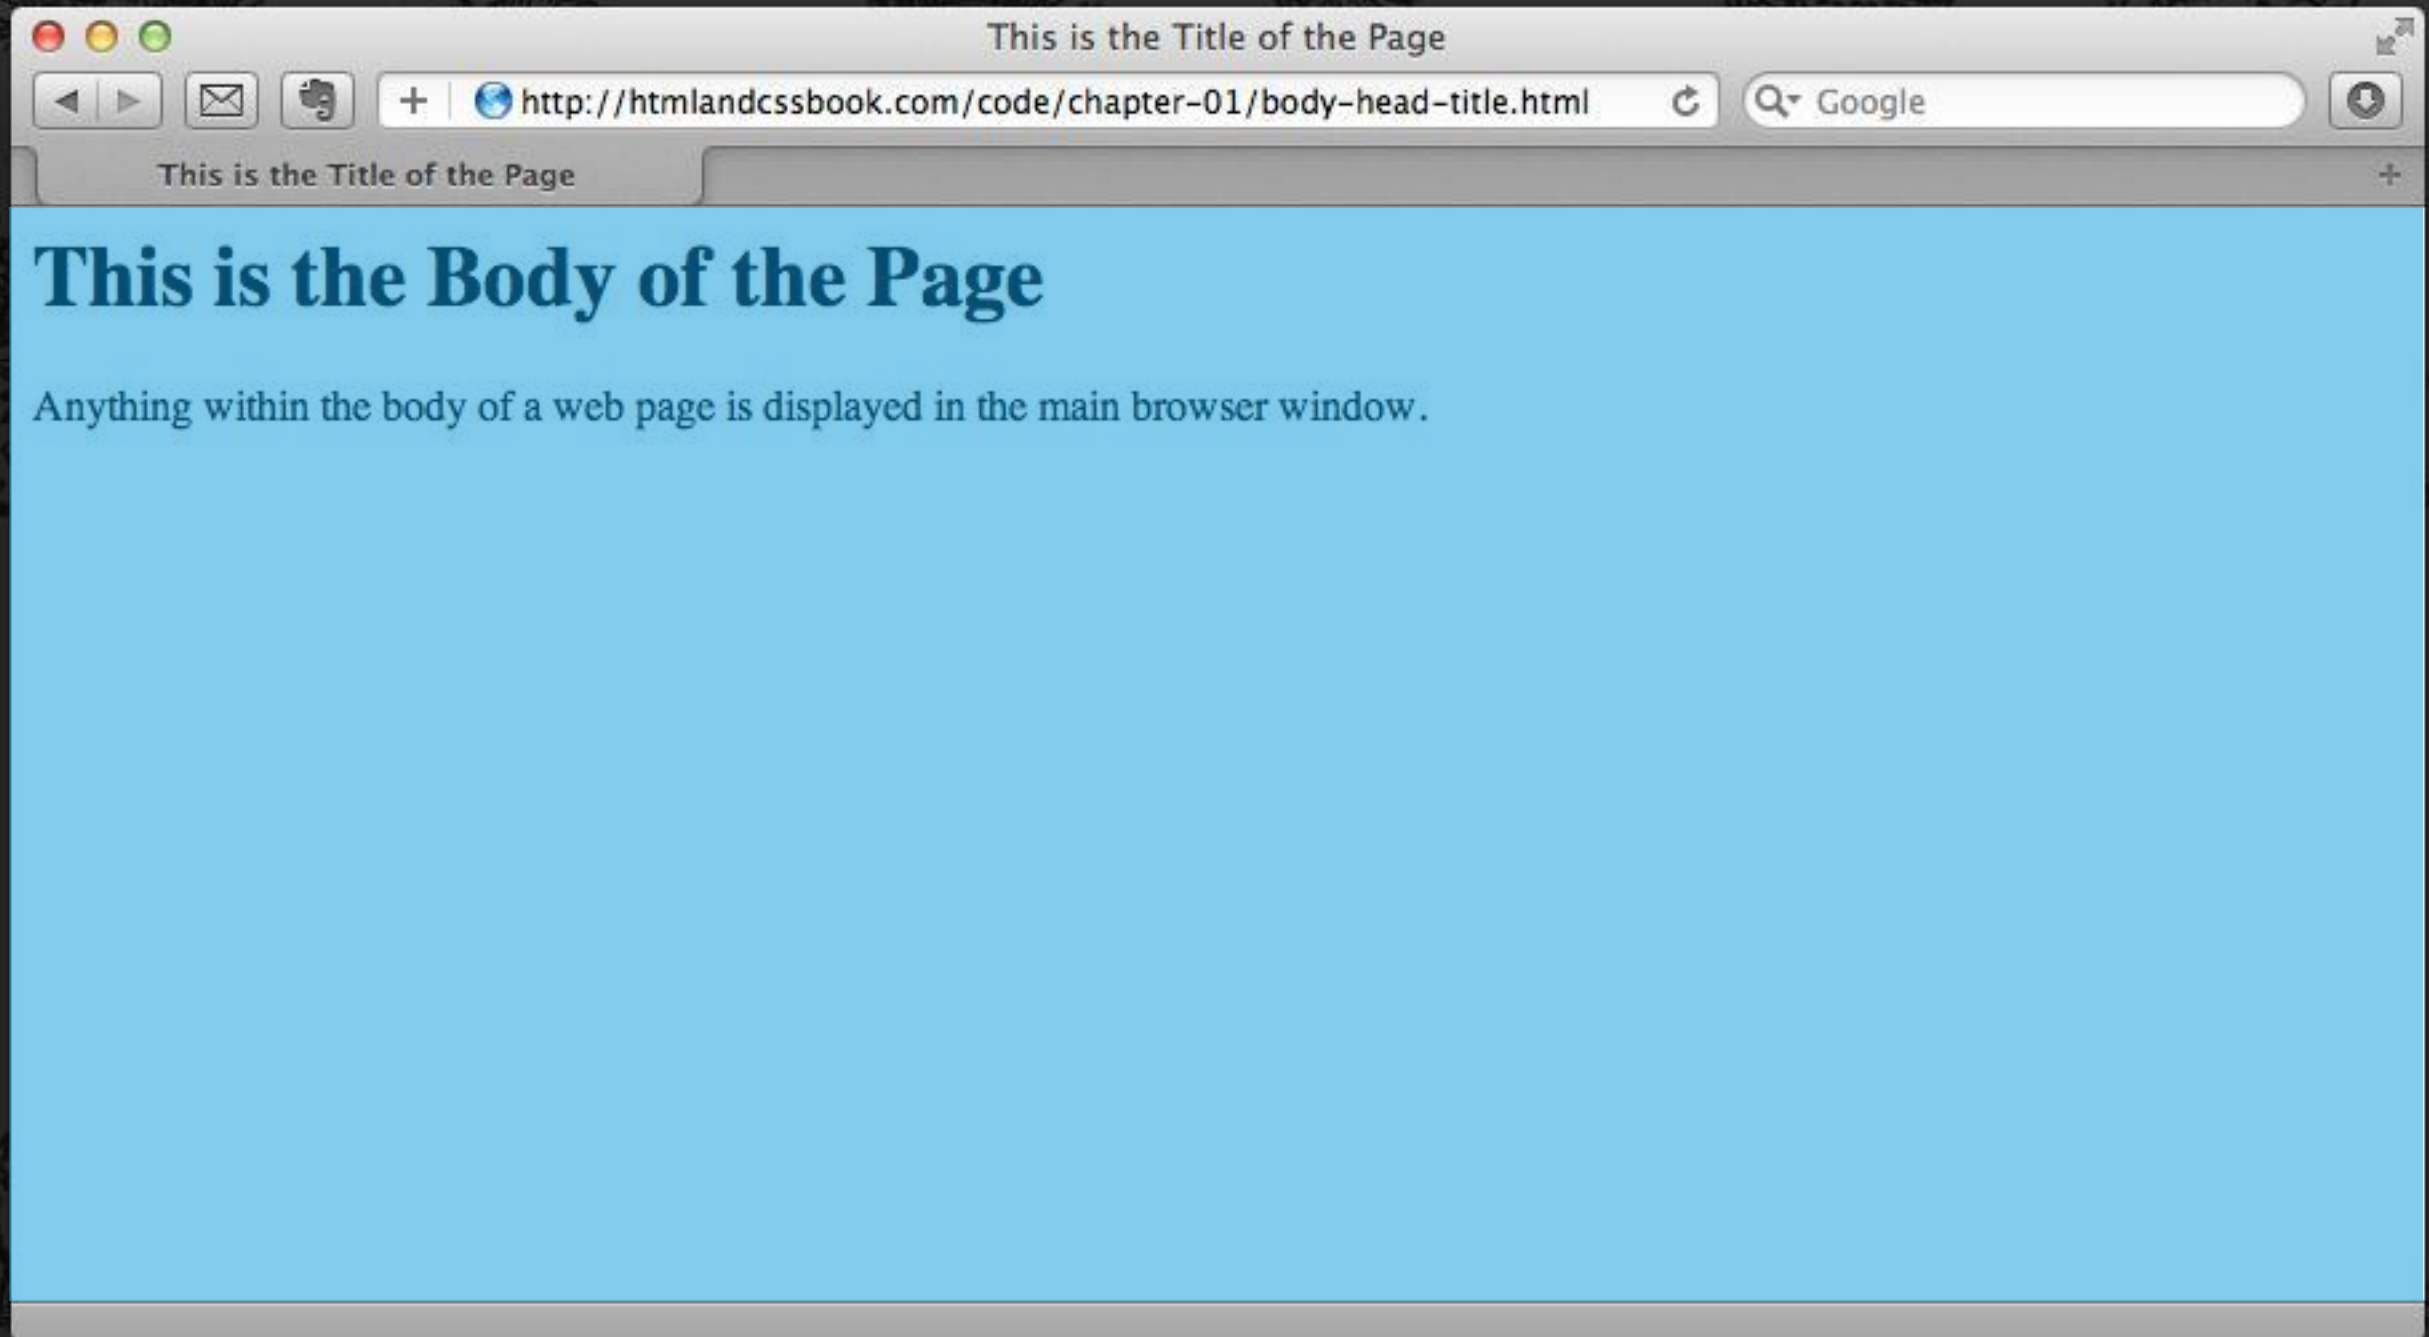 This is the Title of the Page
http://htmlandcssbook.com/code/chapter-01/body-head-title.html
Google
This is the Title of the Page
This is the Body of the Page
Anything within the body of a web page is displayed in the main browser window.